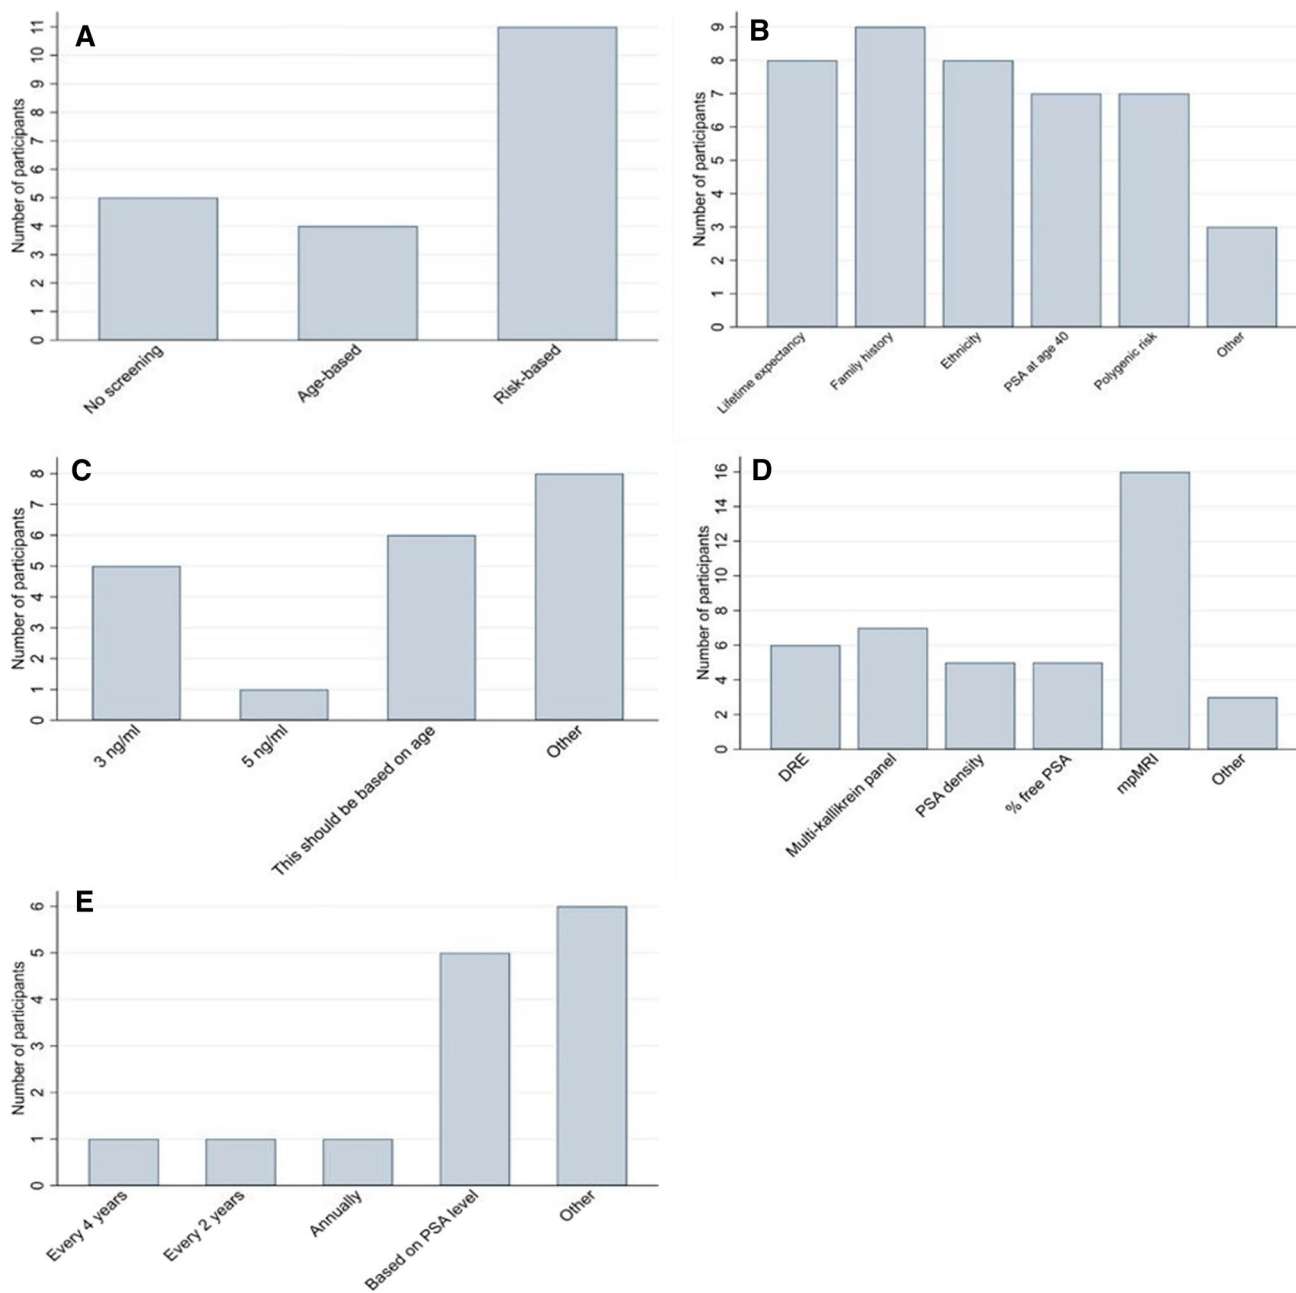 A
Number of participants
11
10
9
8
7
6
5
4
3
2
1
0
No screening
Age-based
Risk-based
B
Number of participants
9
8
7
6
5
4
3
2
1
0
Lifetime expectancy
Family history
Ethnicity
PSA at age 40
Polygenic risk
Other
C
Number of participants
8
7
6
5
4
3
2
1
0
3 ng/ml
5 ng/ml
This should be based on age
Other
D
Number of participants
16
14
12
10
8
6
4
2
0
DRE
Multi-kallikrein panel
PSA density
% free PSA
mpMRI
Other
E
Number of participants
6
5
4
3
2
1
0
Every 4 years
Every 2 years
Annually
Based on PSA level
Other